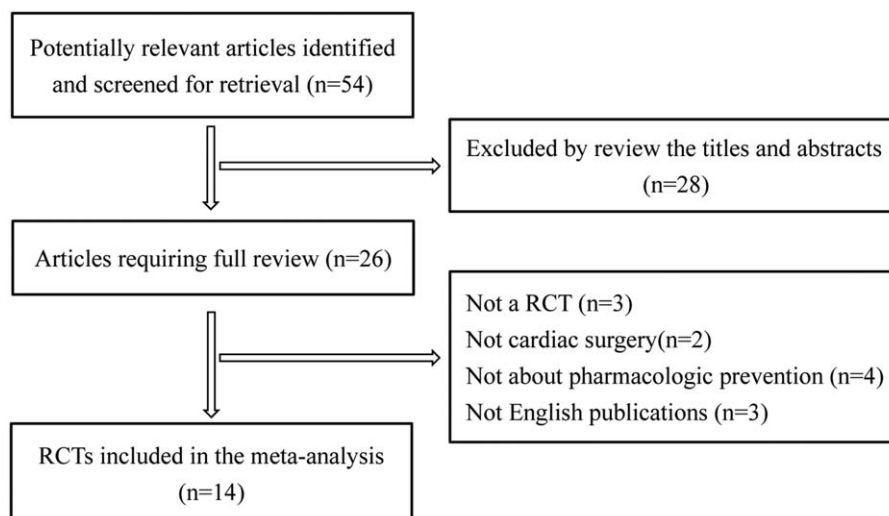 Potentially relevant articles identified
and screened for retrieval (n=54)
Excluded by review the titles and abstracts
(n=28)
Articles requiring full review (n=26)
Not a RCT (n=3)
Not cardiac surgery(n=2)
Not about pharmacologic prevention (n=4)
Not English publications (n=3)
RCTs included in the meta-analysis
(n=14)